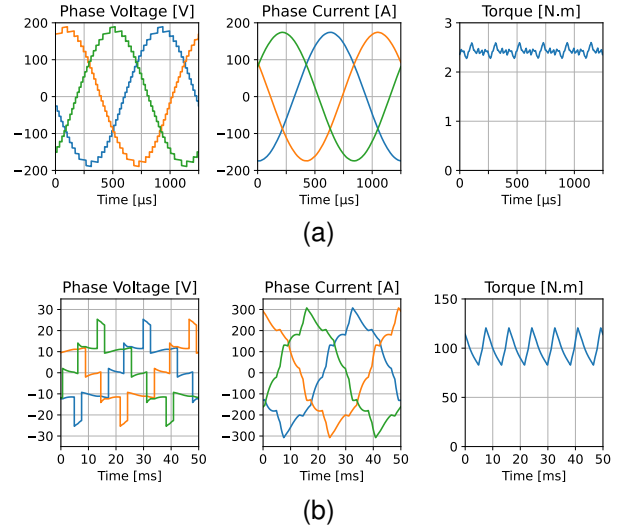 Phase Voltage [V] Phase Current [A] Torque [N.m]
200 200 3
100 100 2
0 0
−100 −100 1
−200 −200 0
0 500 1000 0 500 1000 0 500 1000
Time [µs] Time [µs] Time [µs]
(a)
Phase Voltage [V] Phase Current [A] Torque [N.m]
30 300 150
20 200
10 100 100
0 0
−10 −100 50
−20 −200
−30 −300 0
0 10 20 30 40 50 0 10 20 30 40 50 0 10 20 30 40 50
Time [ms] Time [ms] Time [ms]
(b)